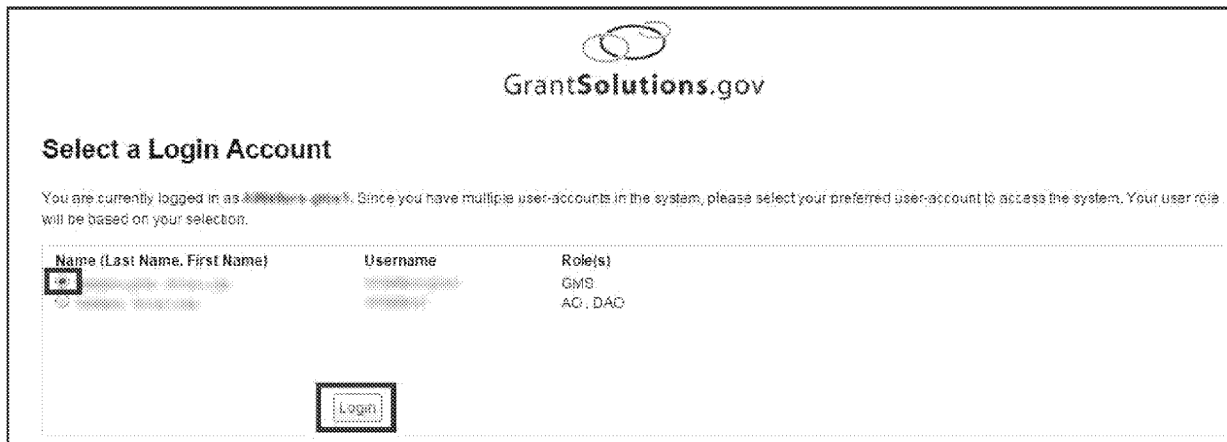 GrantSolutions.gov
Select a Login Account
You are currently logged in as . Since you have multiple user-accounts in the system, please select your preferred user-account to access the system. Your user role
will be based on your selection.
Name (Last Name, First Name) Username Role(s)
GMS
AO, DAO
Login